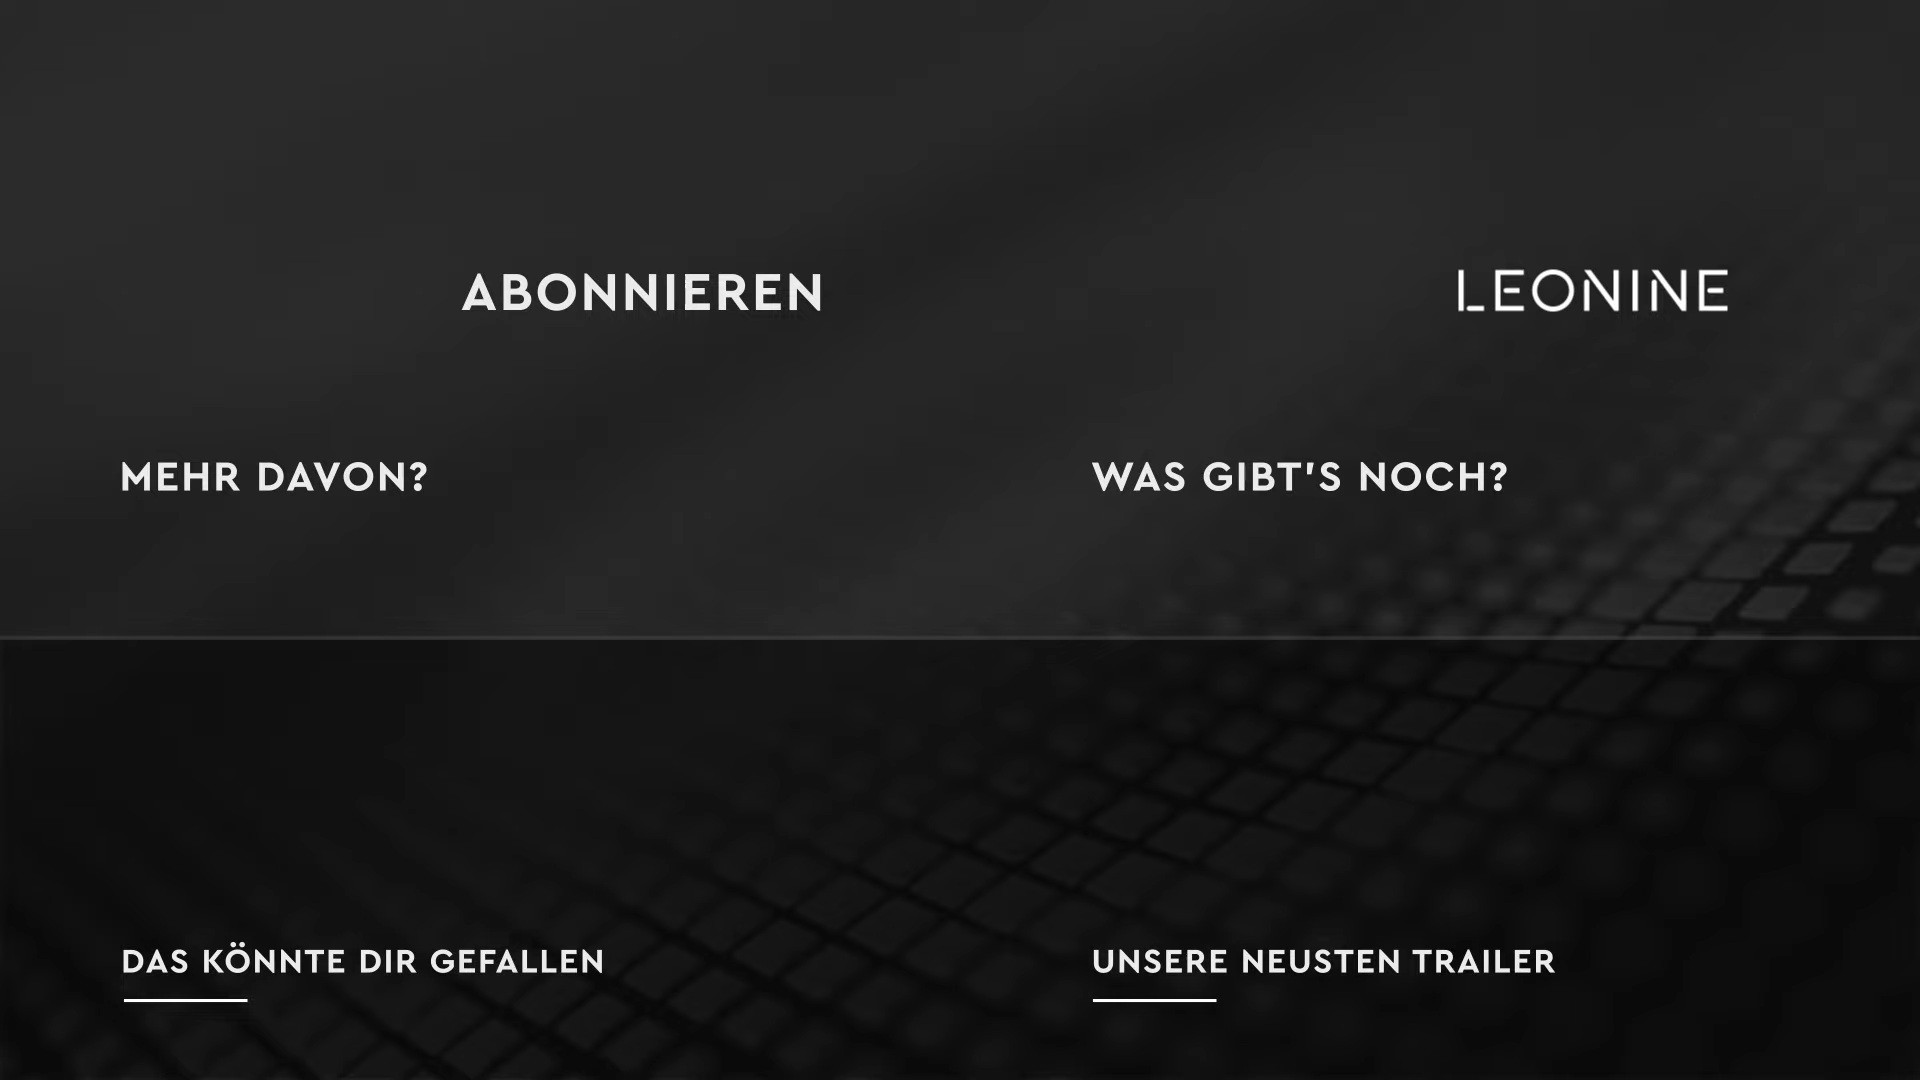 ABONNIEREN
LEONINE
MEHR DAVON?
WAS GIBT'S NOCH?
DAS KÖNNTE DIR GEFALLEN
UNSERE NEUSTEN TRAILER